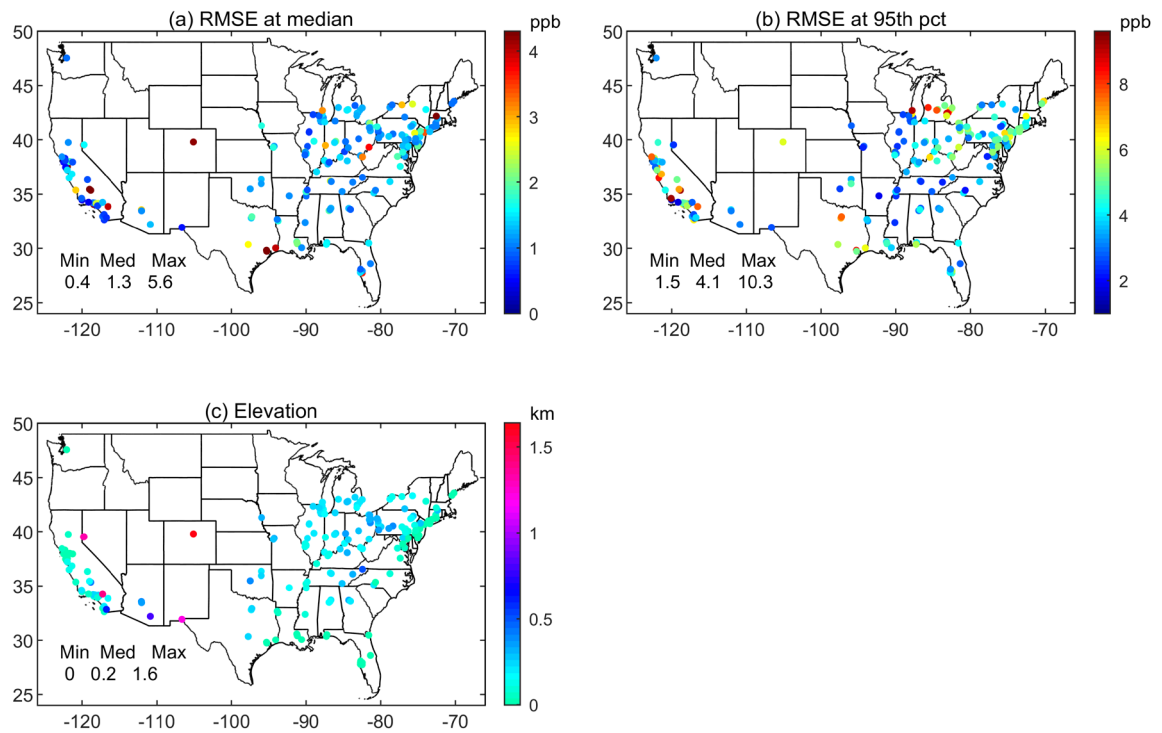 (a) RMSE at median
ppb
50
45
40
35
30
25
-120 -110 -100 -90 -80 -70
Min Med Max
0.4 1.3 5.6
4
3
2
1
0
(b) RMSE at 95th pct
ppb
50
45
40
35
30
25
-120 -110 -100 -90 -80 -70
Min Med Max
1.5 4.1 10.3
8
6
4
2
(c) Elevation
km
50
45
40
35
30
25
-120 -110 -100 -90 -80 -70
Min Med Max
0 0.2 1.6
1.5
1
0.5
0